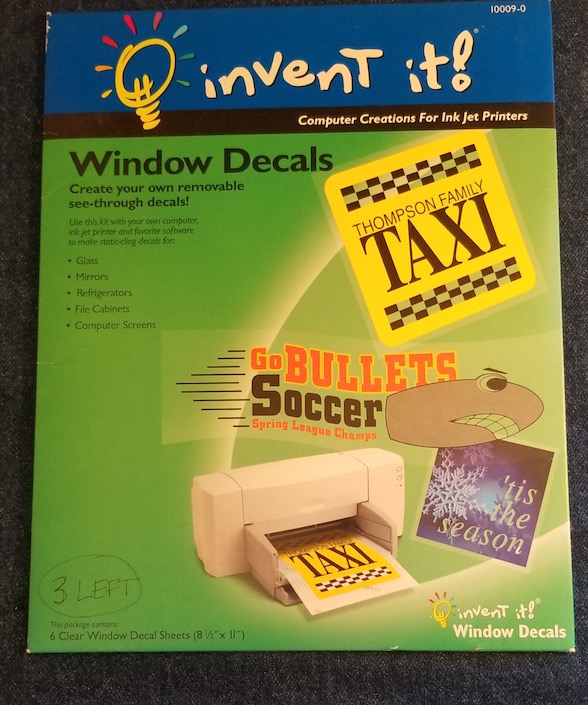 10009-0
invent it!®
Computer Creations For Ink Jet Printers
Window Decals
Create your own removable
see-through decals!
Use this kit with your own computer,
ink jet printer and favorite software
to make static-cling decals for:
• Glass
• Mirrors
• Refrigerators
• File Cabinets
• Computer Screens
THOMPSON FAMILY
TAXI
Go BULLETS
Soccer
Spring League Champs
'tis
the
season
THOMPSON FAMILY
TAXI
3 LEFT
This package contains:
6 Clear Window Decal Sheets (8 ½" x 11")
invent it!®
Window Decals